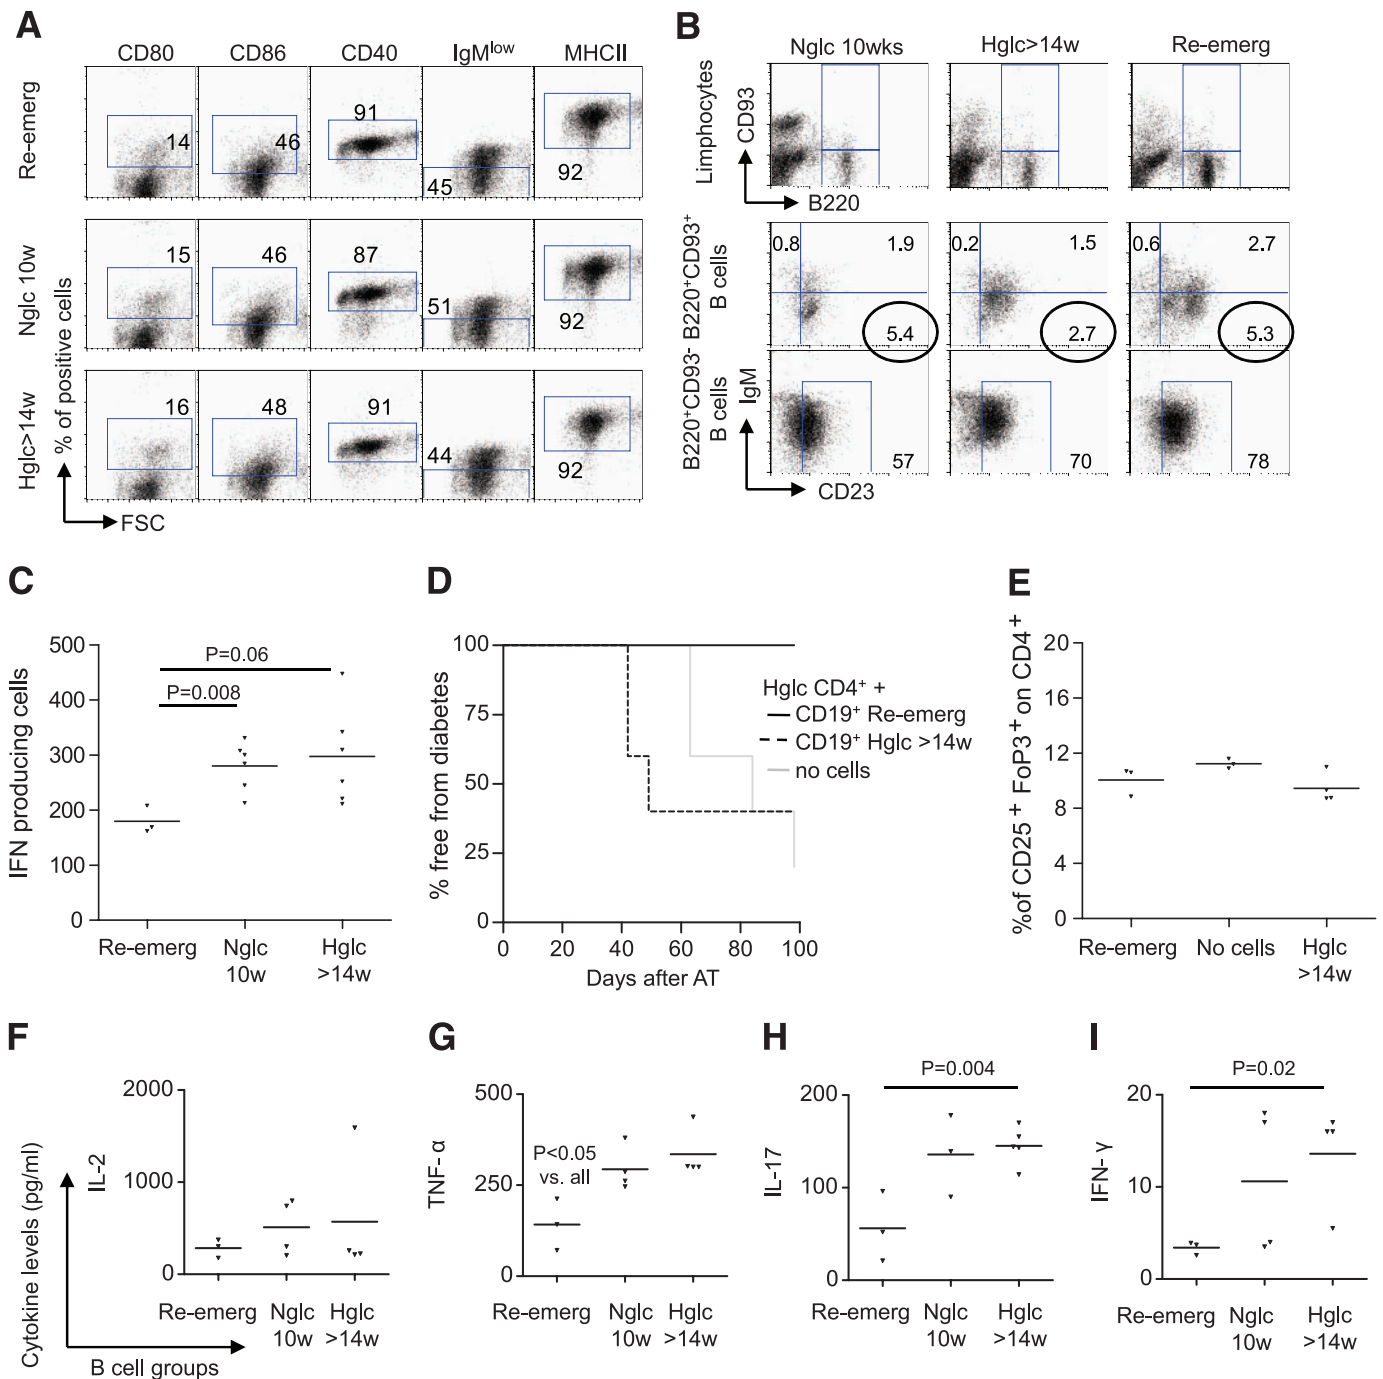 A
CD80 CD86 CD40 IgMlow MHCII
Re-emerg
14 46 91 45 92
Nglc 10w
15 46 87 51 92
Hglc>14w
16 48 91 44 92
% of positive cells
FSC
B
Nglc 10wks Hglc>14w Re-emerg
Limphocytes
CD93
B220
B220+CD93+
B cells
0.8 1.9 0.2 1.5 0.6 2.7
5.4 2.7 5.3
B220+CD93-
B cells
IgM
57 70 78
CD23
C
IFN producing cells
500
400
300
200
100
0
P=0.06
P=0.008
Re-emerg Nglc 10w Hglc >14w
D
% free from diabetes
100
75
50
25
0
0 20 40 60 80 100
Days after AT
Hglc CD4+ +
CD19+ Re-emerg
CD19+ Hglc >14w
no cells
E
%of CD25+ FoP3+ on CD4+
20
16
12
8
4
0
Re-emerg No cells Hglc >14w
F
Cytokine levels (pg/ml)
B cell groups
IL-2
2000
1000
0
Re-emerg Nglc 10w Hglc >14w
G
TNF-α
500
250
0
P<0.05
vs. all
Re-emerg Nglc 10w Hglc >14w
H
IL-17
200
100
0
P=0.004
Re-emerg Nglc 10w Hglc >14w
I
IFN-γ
20
10
0
P=0.02
Re-emerg Nglc 10w Hglc >14w